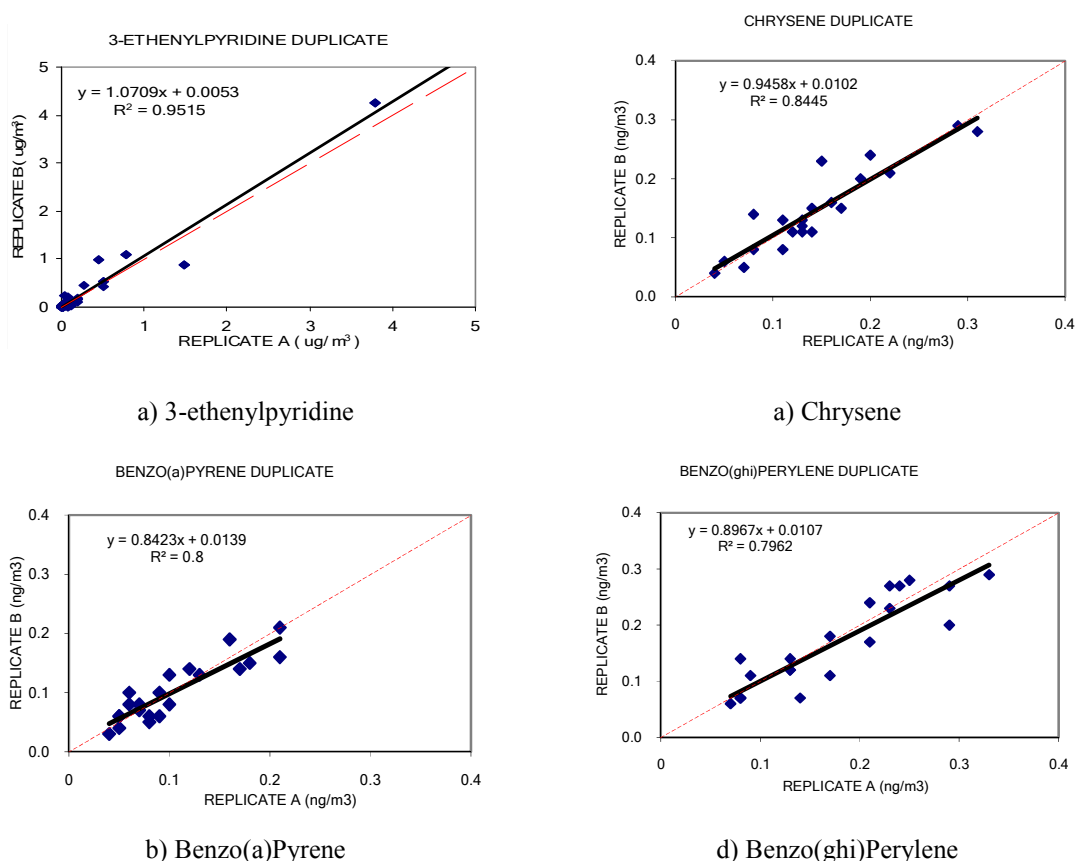 3-ETHENYLPYRIDINE DUPLICATE
y = 1.0709x + 0.0053
R² = 0.9515
REPLICATE B( ug/m³)
5
4
3
2
1
0
0
1
2
3
4
5
REPLICATE A ( ug/ m³ )
a) 3-ethenylpyridine
CHRYSENE DUPLICATE
y = 0.9458x + 0.0102
R² = 0.8445
REPLICATE B (ng/m3)
0.4
0.3
0.2
0.1
0.0
0
0.1
0.2
0.3
0.4
REPLICATE A (ng/m3)
a) Chrysene
BENZO(a)PYRENE DUPLICATE
y = 0.8423x + 0.0139
R² = 0.8
REPLICATE B (ng/m3)
0.4
0.3
0.2
0.1
0.0
0
0.1
0.2
0.3
0.4
REPLICATE A (ng/m3)
b) Benzo(a)Pyrene
BENZO(ghi)PERYLENE DUPLICATE
y = 0.8967x + 0.0107
R² = 0.7962
REPLICATE B (ng/m3)
0.4
0.3
0.2
0.1
0.0
0
0.1
0.2
0.3
0.4
REPLICATE A (ng/m3)
d) Benzo(ghi)Perylene